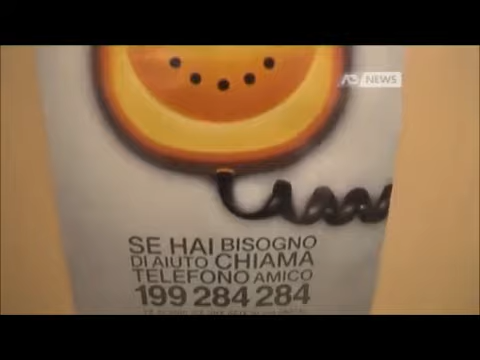 NEWS
SE HAI BISOGNO
DI AIUTO CHIAMA
TELEFONO AMICO
199 284 284